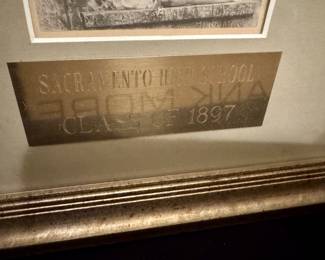 SACRAMENTO HIGH SCHOOL
CLASS OF 1897